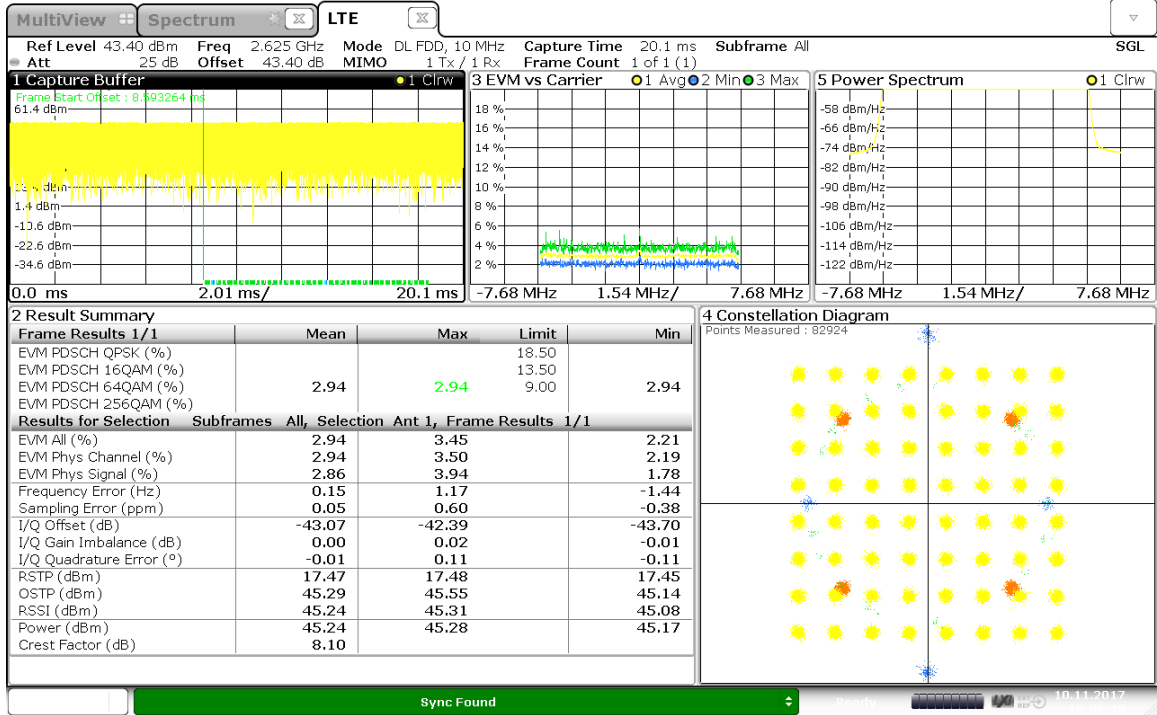 MultiView Spectrum LTE
Ref Level 43.40 dBm Freq 2.625 GHz Mode DL FDD, 10 MHz Capture Time 20.1 ms Subframe All SGL
Att 25 dB Offset 43.40 dB MIMO 1 Tx / 1 Rx Frame Count 1 of 1 (1)
1 Capture Buffer 1 Clrw
Frame Start Offset : 8.593264 ms
61.4 dBm
1.4 dBm
-10.6 dBm
-22.6 dBm
-34.6 dBm
0.0 ms 2.01 ms/ 20.1 ms
3 EVM vs Carrier 1 Avg 2 Min 3 Max
18 %
16 %
14 %
12 %
10 %
8 %
6 %
4 %
2 %
-7.68 MHz 1.54 MHz/ 7.68 MHz
5 Power Spectrum 1 Clrw
-58 dBm/Hz
-66 dBm/Hz
-74 dBm/Hz
-82 dBm/Hz
-90 dBm/Hz
-98 dBm/Hz
-106 dBm/Hz
-114 dBm/Hz
-122 dBm/Hz
-7.68 MHz 1.54 MHz/ 7.68 MHz
2 Result Summary
Frame Results 1/1 Mean Max Limit Min
EVM PDSCH QPSK (%) 18.50
EVM PDSCH 16QAM (%) 13.50
EVM PDSCH 64QAM (%) 2.94 2.94 9.00 2.94
EVM PDSCH 256QAM (%)
Results for Selection Subframes All, Selection Ant 1, Frame Results 1/1
EVM All (%) 2.94 3.45 2.21
EVM Phys Channel (%) 2.94 3.50 2.19
EVM Phys Signal (%) 2.86 3.94 1.78
Frequency Error (Hz) 0.15 1.17 -1.44
Sampling Error (ppm) 0.05 0.60 -0.38
I/Q Offset (dB) -43.07 -42.39 -43.70
I/Q Gain Imbalance (dB) 0.00 0.02 -0.01
I/Q Quadrature Error (º) -0.01 0.11 -0.11
RSTP (dBm) 17.47 17.48 17.45
OSTP (dBm) 45.29 45.55 45.14
RSSI (dBm) 45.24 45.31 45.08
Power (dBm) 45.24 45.28 45.17
Crest Factor (dB) 8.10
4 Constellation Diagram
Points Measured : 82924
Sync Found
Ready
10.11.2017